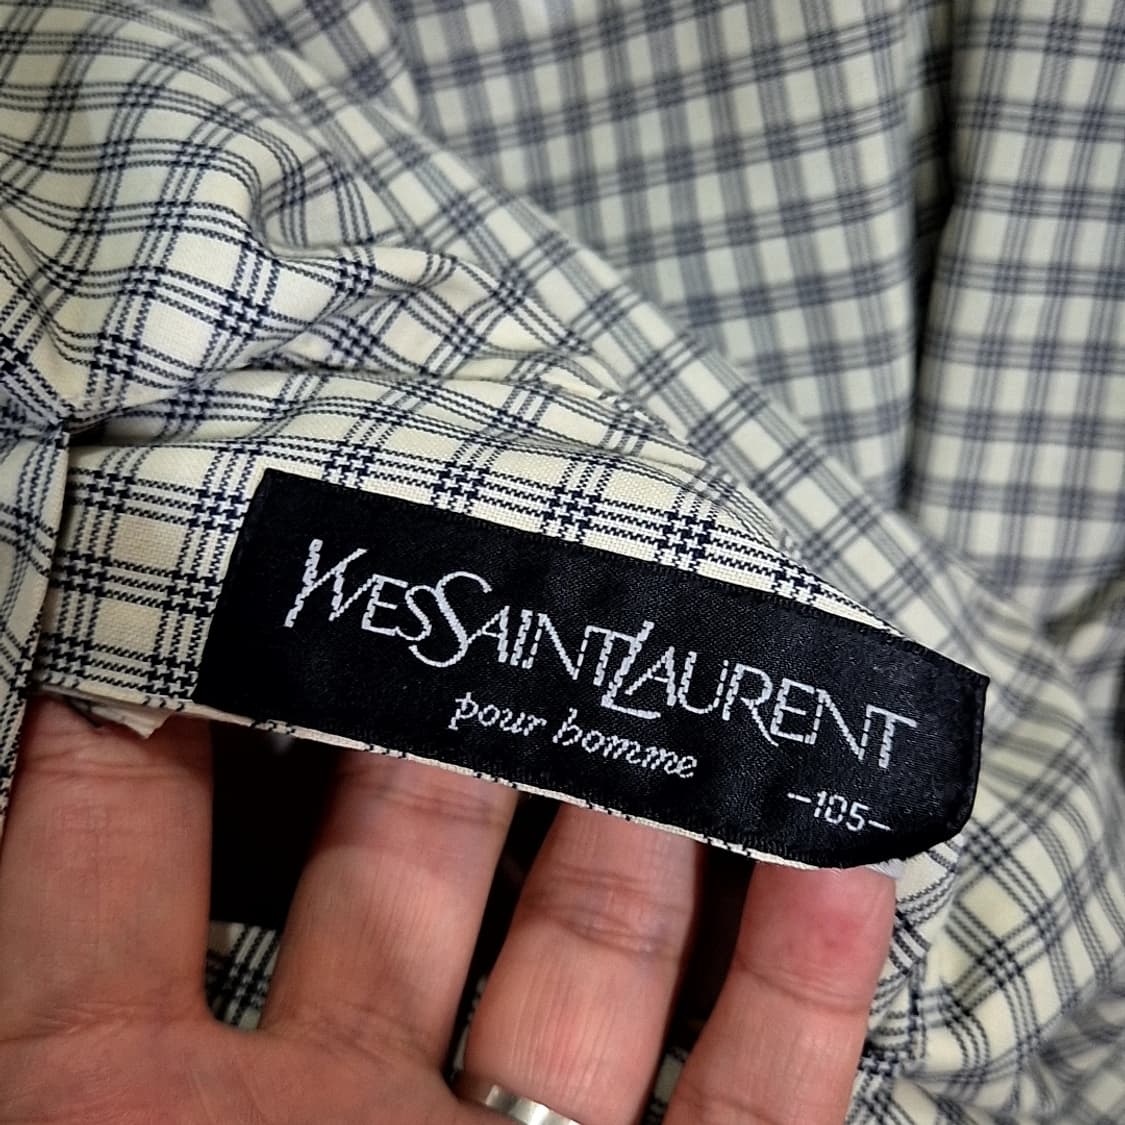 YVESSAINTLAURENT
pour homme
-105-